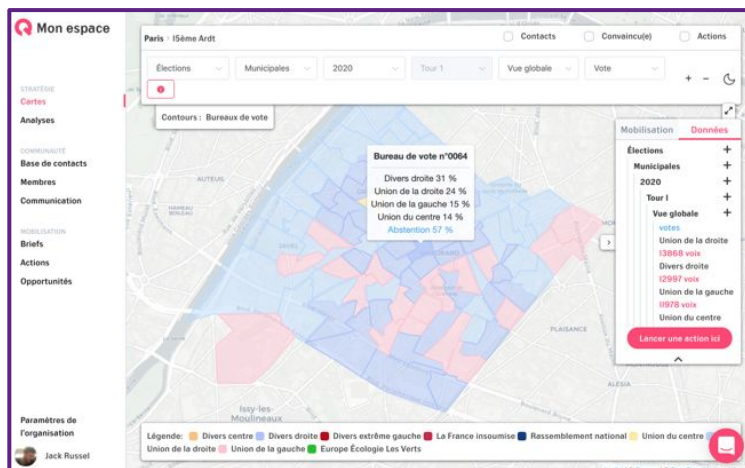 Mon espace
STRATÉGIE
Cartes
Analyses
COMMUNAUTÉ
Base de contacts
Membres
Communication
MOBILISATION
Briefs
Actions
Opportunités
Paramètres de
l'organisation
Jack Russel
Paris › 15ème Ardt
Contacts
Convaincu(e)
Actions
Élections
Municipales
2020
Tour 1
Vue globale
Vote
+ −
Contours : Bureaux de vote
Bureau de vote n°0064
Divers droite 31 %
Union de la droite 24 %
Union de la gauche 15 %
Union du centre 14 %
Abstention 57 %
AUTEUIL
HAMEAU
BOILEAU
JAVEL
PLAISANCE
ALÉSIA
Issy-les-
Moulineaux
Mobilisation
Données
Élections +
Municipales +
2020 +
Tour 1 +
Vue globale +
votes
Union de la droite
13868 voix
Divers droite
12997 voix
Union de la gauche
11978 voix
Union du centre
Lancer une action ici
Légende: Divers centre Divers droite Divers extrême gauche La France insoumise Rassemblement national Union du centre
Union de la droite Union de la gauche Europe Écologie Les Verts